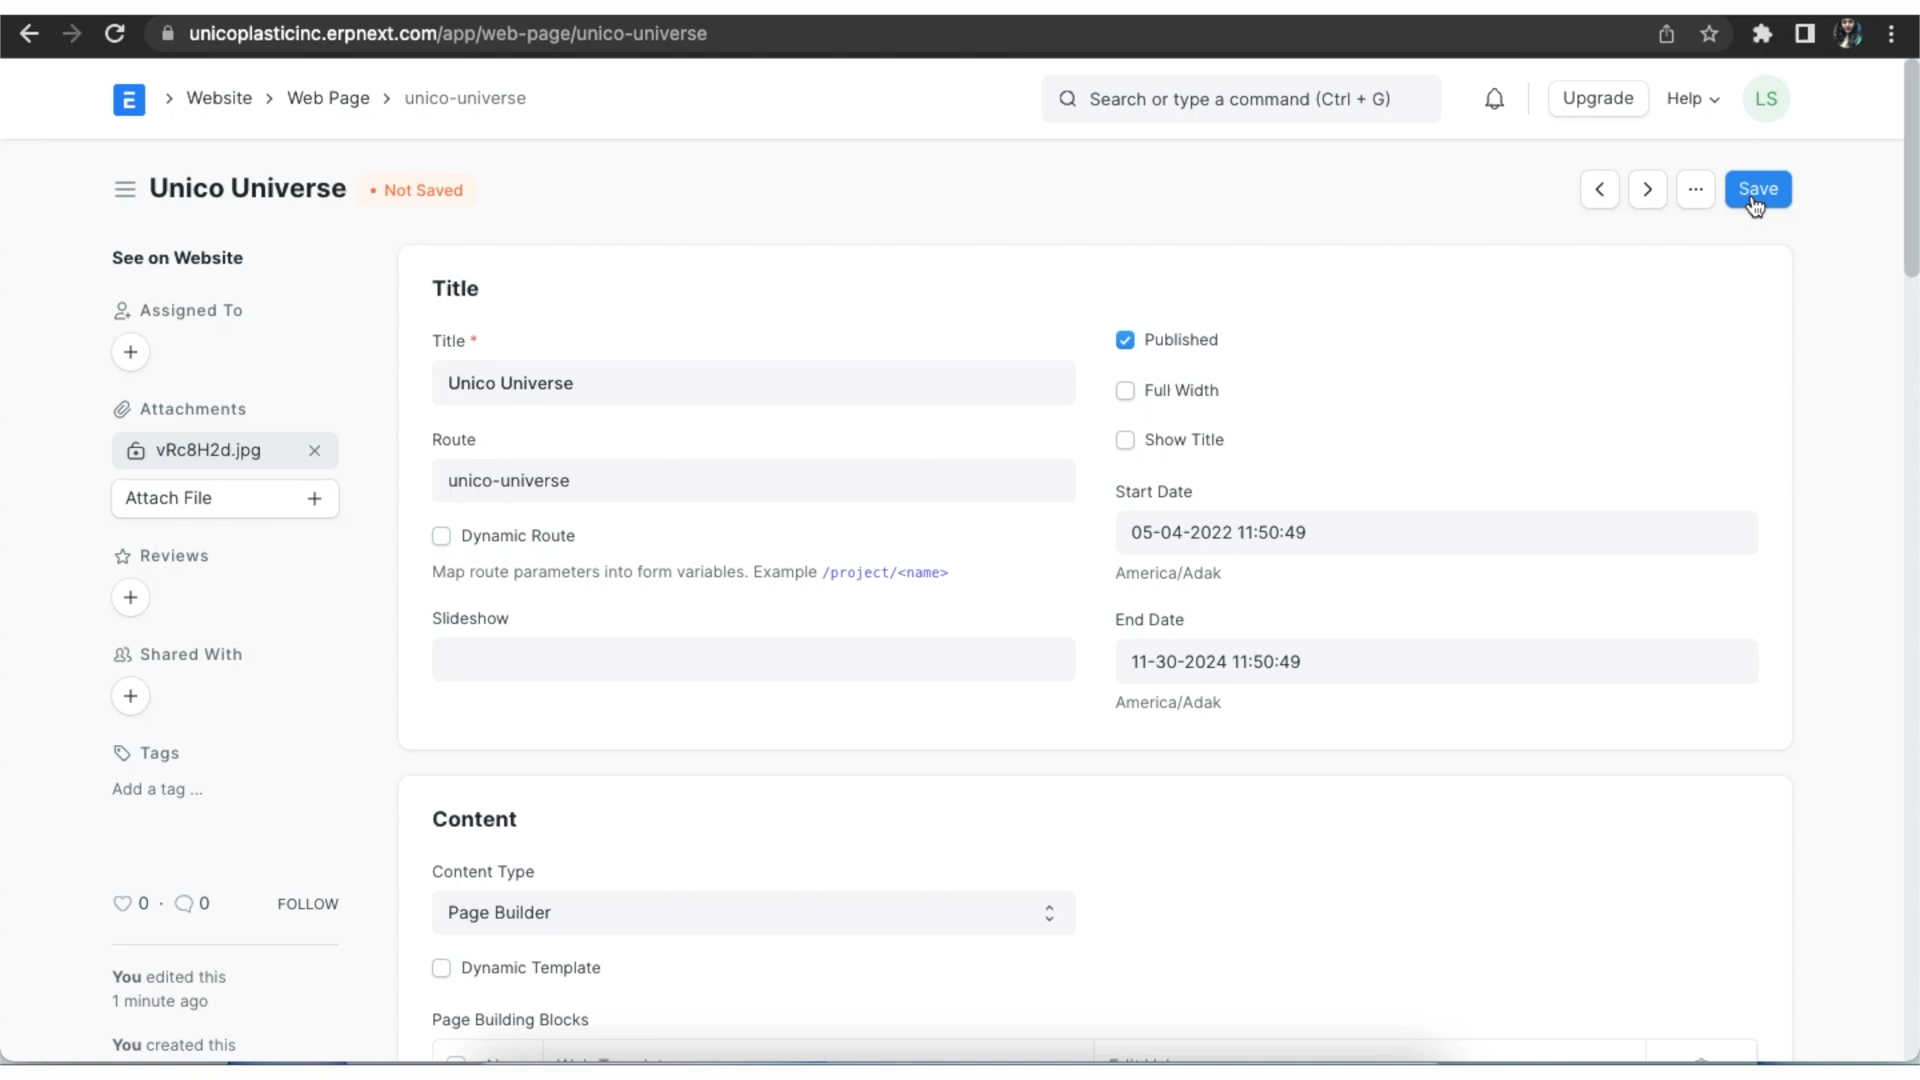 unicoplasticinc.erpnext.com/app/web-page/unico-universe
E
Website
Web Page
unico-universe
Search or type a command (Ctrl + G)
Upgrade
Help
LS
Unico Universe
• Not Saved
...
Save
See on Website
Assigned To
+
Attachments
vRc8H2d.jpg
Attach File
+
Reviews
+
Shared With
+
Tags
Add a tag ...
0 · 0
FOLLOW
You edited this
1 minute ago
You created this
Title
Title *
Unico Universe
Route
unico-universe
Dynamic Route
Map route parameters into form variables. Example /project/<name>
Slideshow
Published
Full Width
Show Title
Start Date
05-04-2022 11:50:49
America/Adak
End Date
11-30-2024 11:50:49
America/Adak
Content
Content Type
Page Builder
Dynamic Template
Page Building Blocks